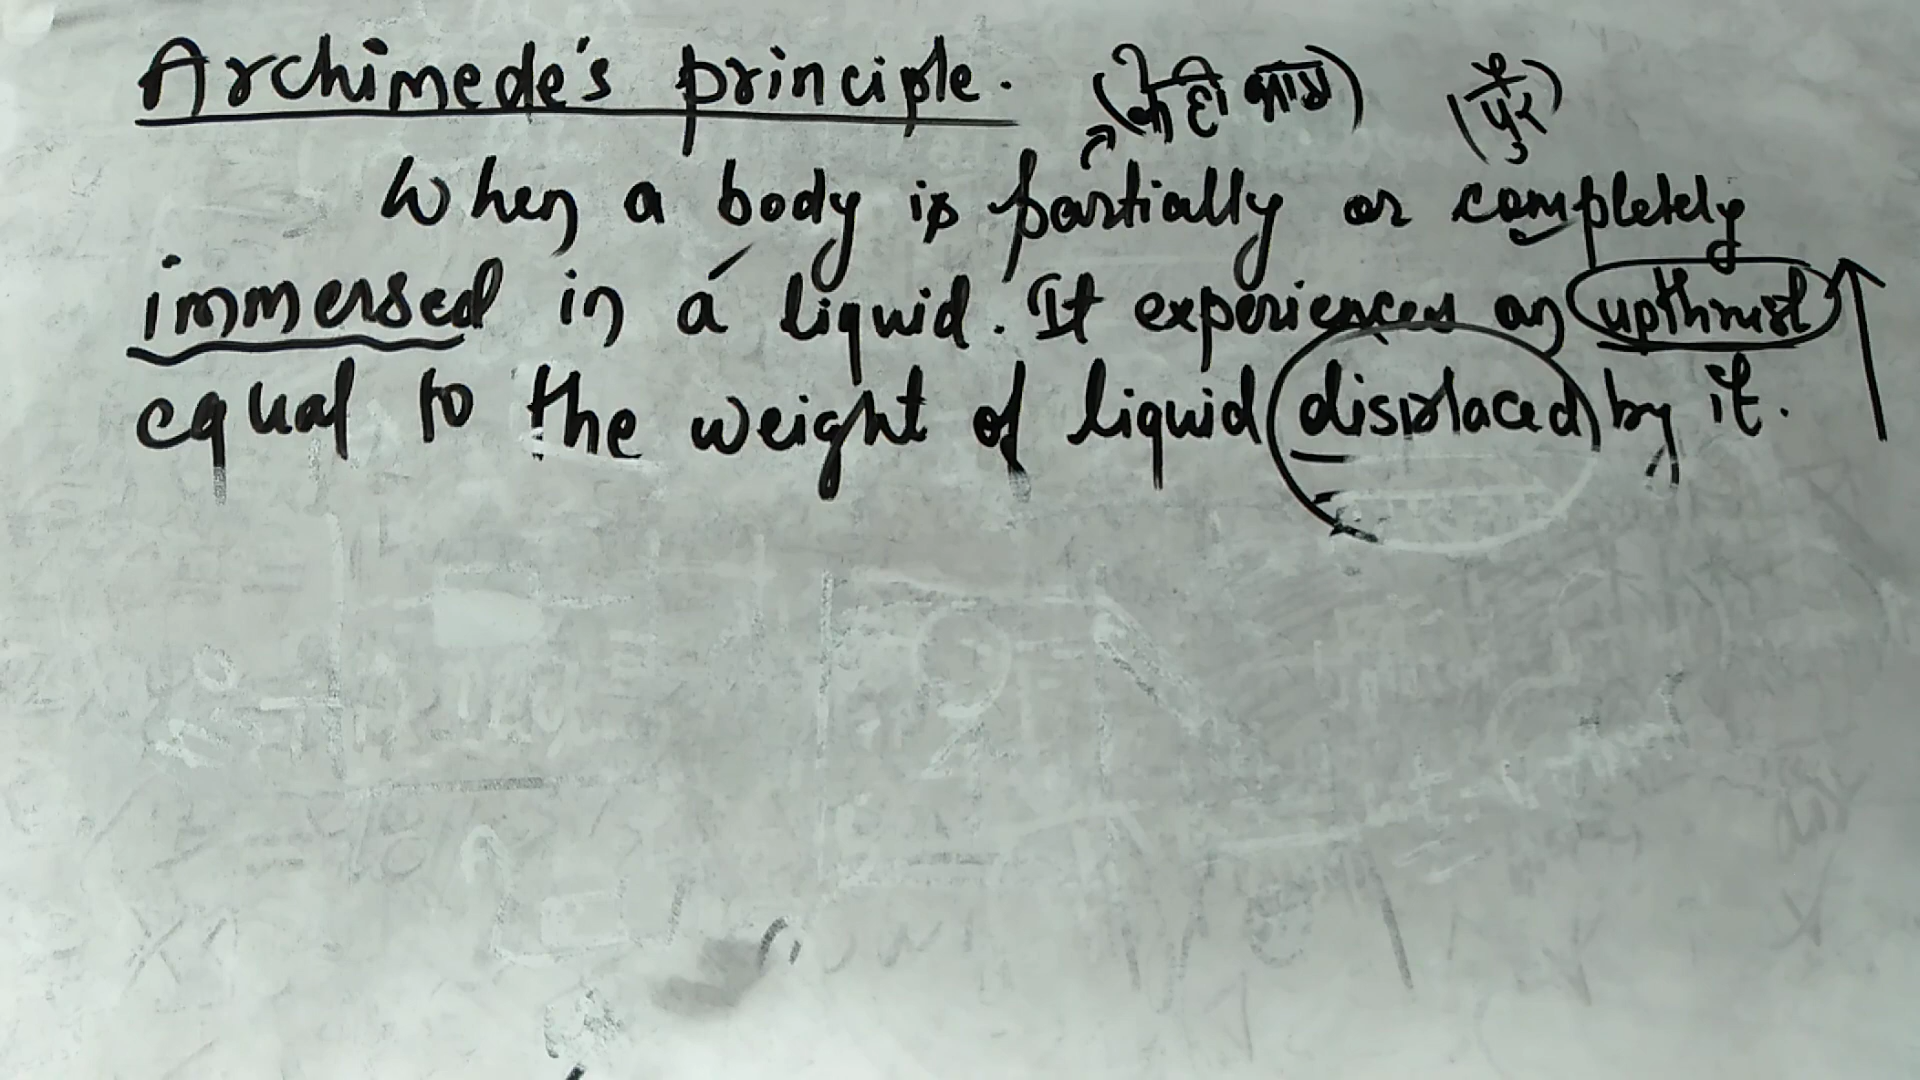 Archimede's principle. (केही भाग) (पुरै)
When a body is partially or completely
immersed in a liquid. It experiences an upthrust
equal to the weight of liquid displaced by it.